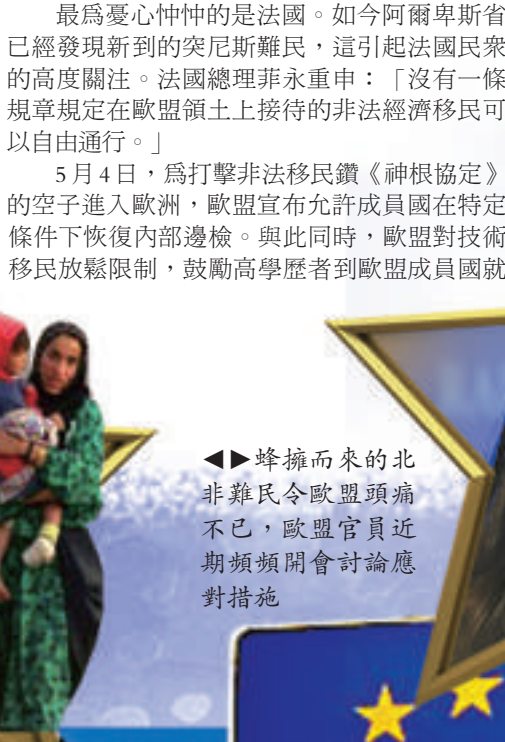 最爲憂心忡忡的是法國。如今阿爾卑斯省
已經發現新到的突尼斯難民，這引起法國民衆
的高度關注。法國總理菲永重申：「沒有一條
規章規定在歐盟領土上接待的非法經濟移民可
以自由通行。」
5月4日，爲打擊非法移民鑽《神根協定》
的空子進入歐洲，歐盟宣布允許成員國在特定
條件下恢復內部邊檢。與此同時，歐盟對技術
移民放鬆限制，鼓勵高學歷者到歐盟成員國就
◀▶蜂擁而來的北
非難民令歐盟頭痛
不已，歐盟官員近
期頻頻開會討論應
對措施